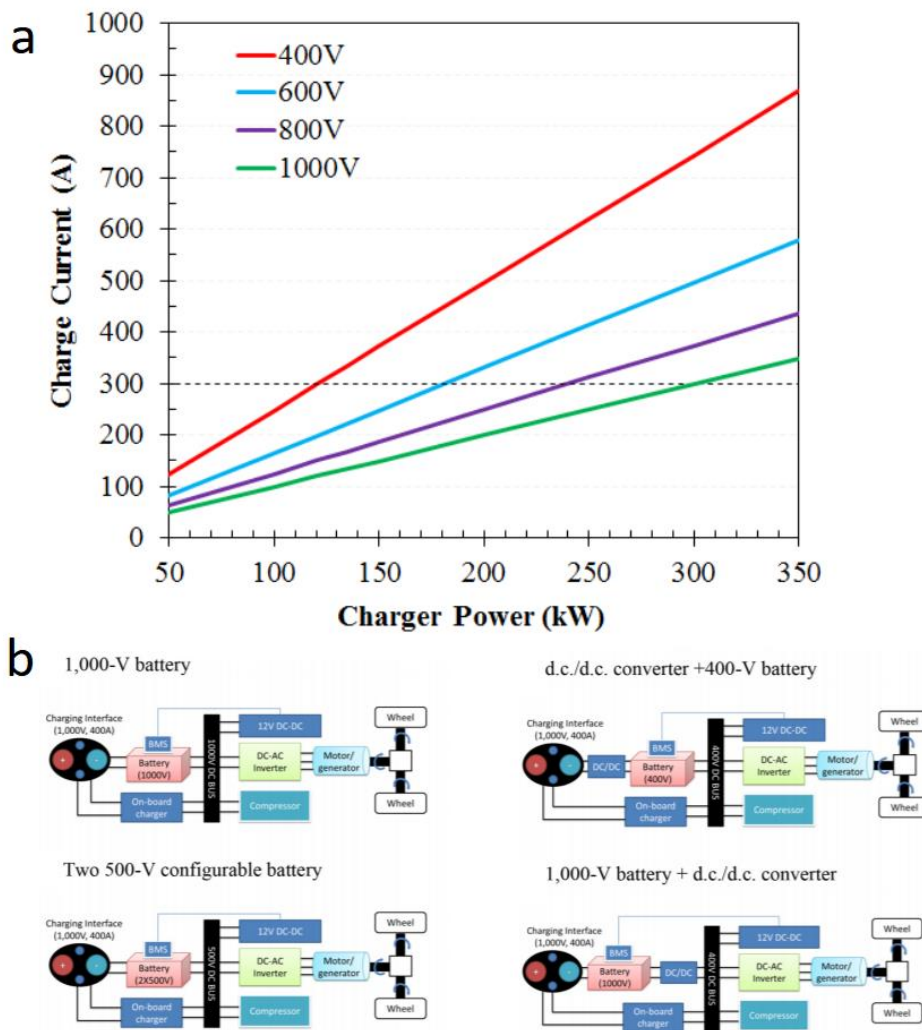 a
1000
900
800
700
600
500
400
300
200
100
0
Charge Current (A)
400V
600V
800V
1000V
50
100
150
200
250
300
350
Charger Power (kW)
b
1,000-V battery
Charging Interface
(1,000V, 400A)
BMS
Battery
(1000V)
On-board
charger
1000V DC BUS
12V DC-DC
DC-AC
Inverter
Compressor
Motor/
generator
Wheel
Wheel
d.c./d.c. converter +400-V battery
Charging Interface
(1,000V, 400A)
DC/DC
BMS
Battery
(400V)
On-board
charger
400V DC BUS
12V DC-DC
DC-AC
Inverter
Compressor
Motor/
generator
Wheel
Wheel
Two 500-V configurable battery
Charging Interface
(1,000V, 400A)
BMS
Battery
(2X500V)
On-board
charger
500V DC BUS
12V DC-DC
DC-AC
Inverter
Compressor
Motor/
generator
Wheel
Wheel
1,000-V battery + d.c./d.c. converter
Charging Interface
(1,000V, 400A)
BMS
Battery
(1000V)
DC/DC
On-board
charger
400V DC BUS
12V DC-DC
DC-AC
Inverter
Compressor
Motor/
generator
Wheel
Wheel